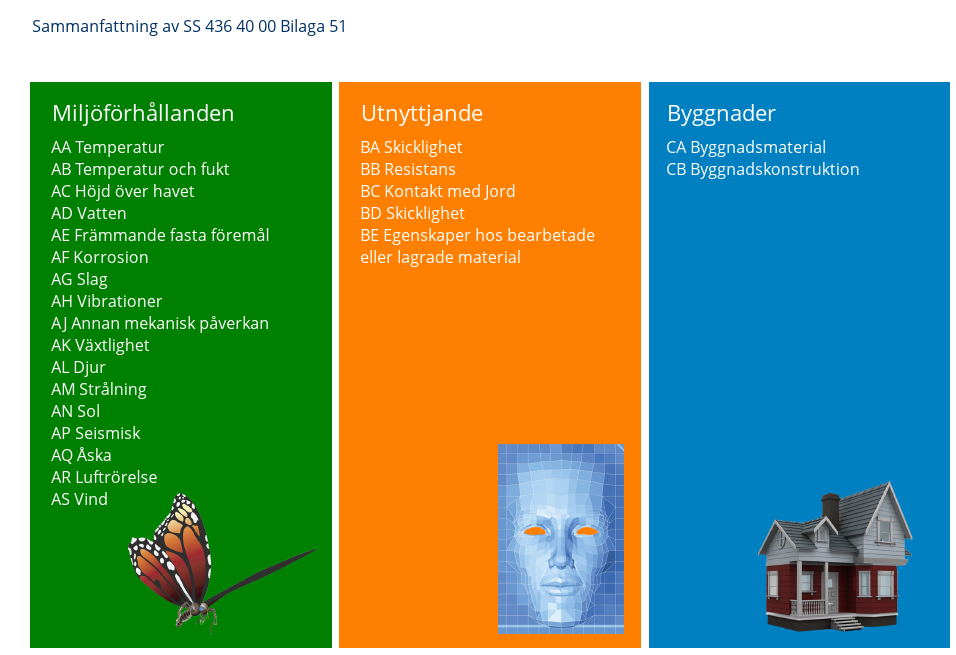 Sammanfattning av SS 436 40 00 Bilaga 51
Miljöförhållanden
AA Temperatur
AB Temperatur och fukt
AC Höjd över havet
AD Vatten
AE Främmande fasta föremål
AF Korrosion
AG Slag
AH Vibrationer
AJ Annan mekanisk påverkan
AK Växtlighet
AL Djur
AM Strålning
AN Sol
AP Seismisk
AQ Åska
AR Luftrörelse
AS Vind
Utnyttjande
BA Skicklighet
BB Resistans
BC Kontakt med Jord
BD Skicklighet
BE Egenskaper hos bearbetade
eller lagrade material
Byggnader
CA Byggnadsmaterial
CB Byggnadskonstruktion